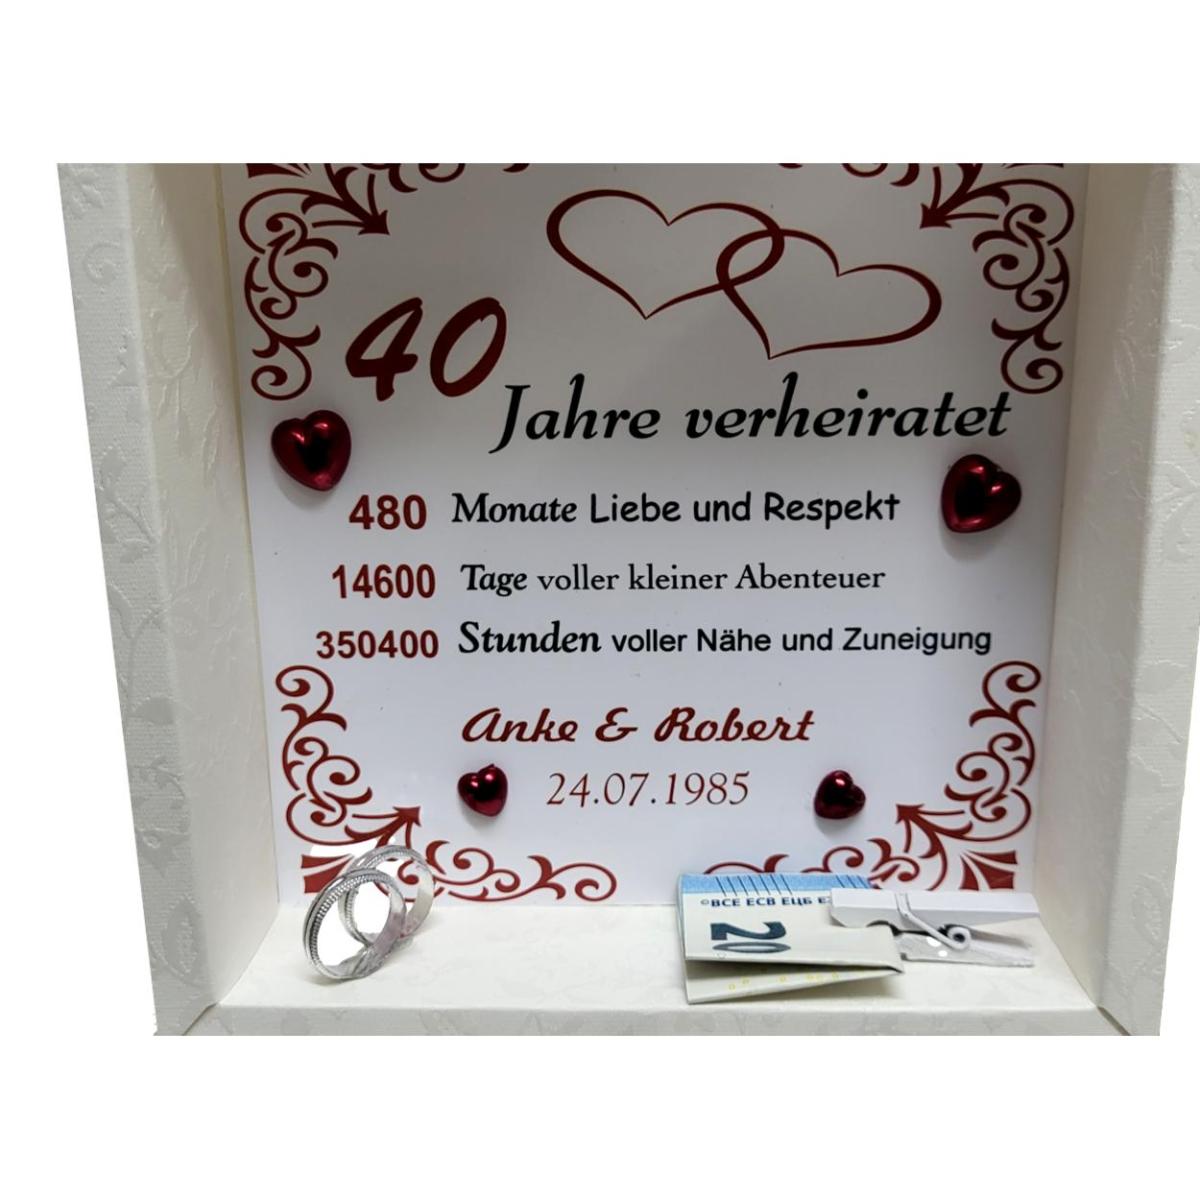 40
Jahre verheiratet
480 Monate Liebe und Respekt
14600 Tage voller kleiner Abenteuer
350400 Stunden voller Nähe und Zuneigung
Anke & Robert
24.07.1985
©BCE ECB ЕЦБ
20